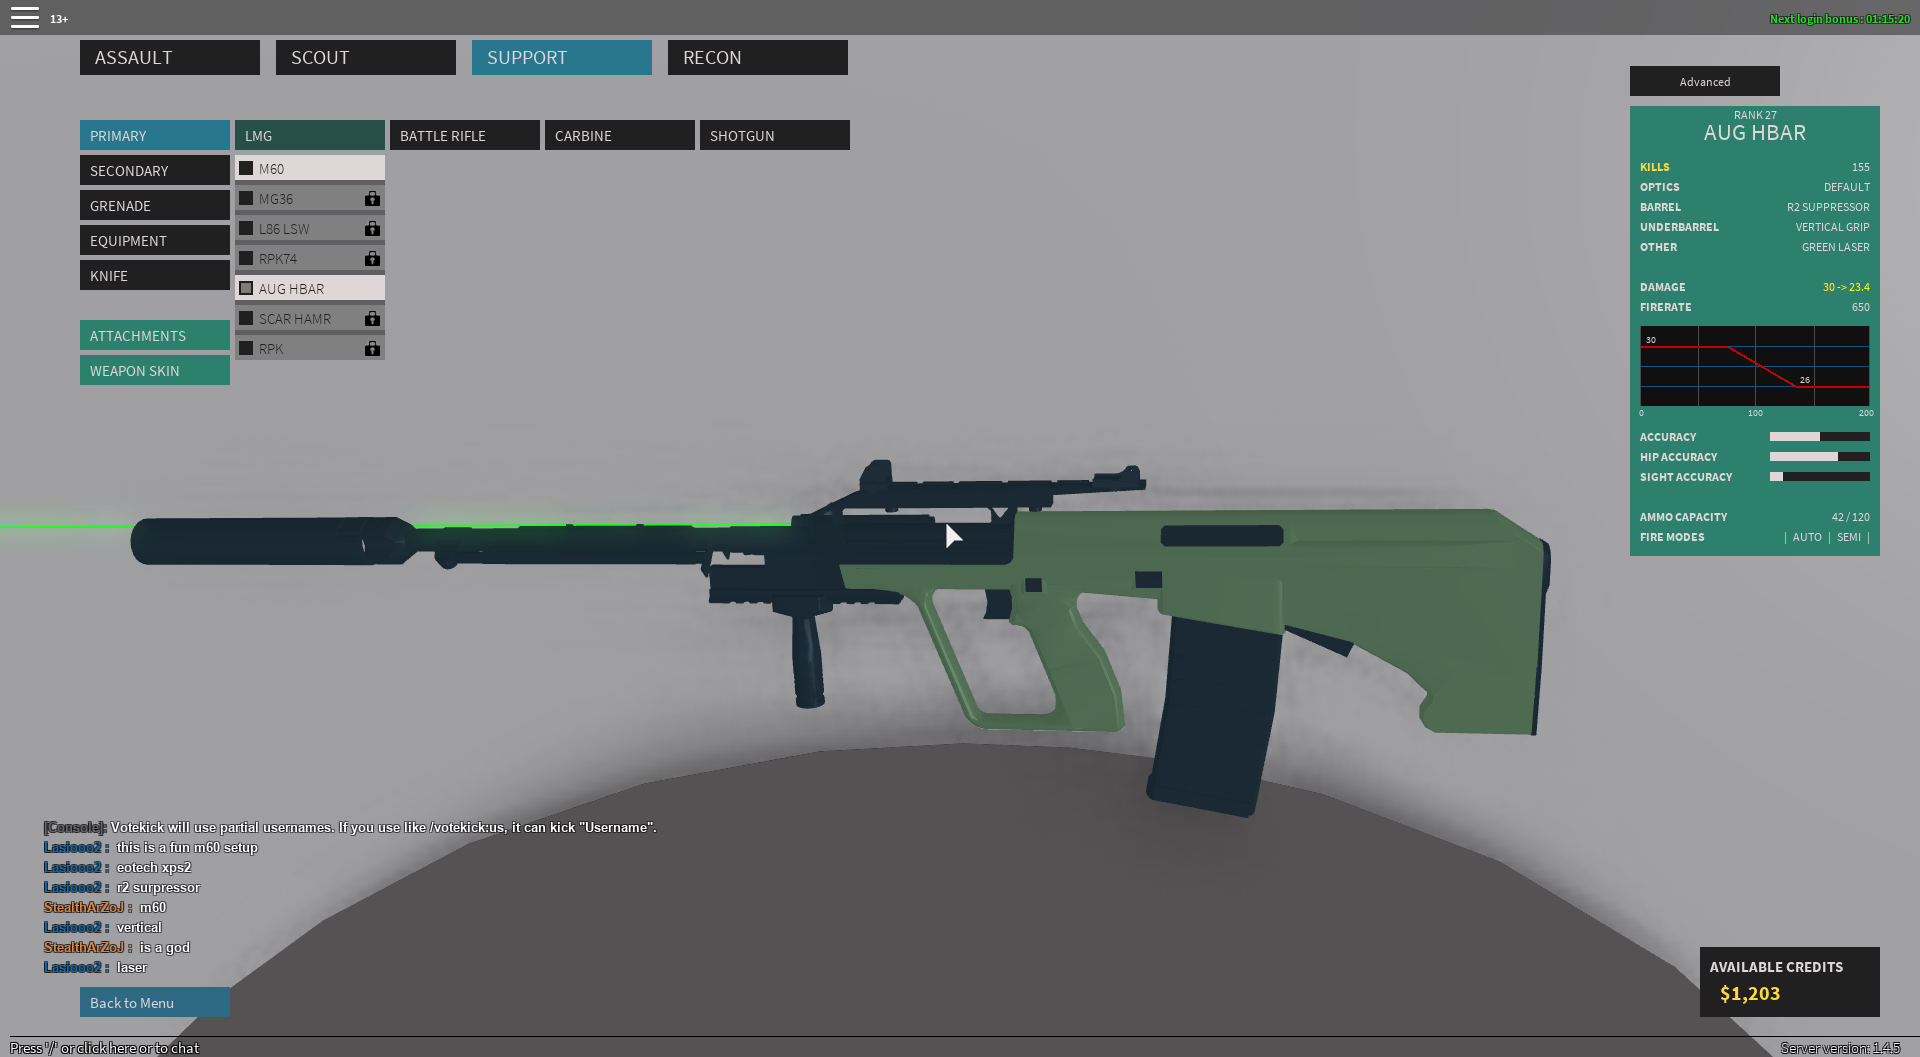 13+
Next login bonus : 01:15:20
ASSAULT
SCOUT
SUPPORT
RECON
Advanced
PRIMARY
LMG
BATTLE RIFLE
CARBINE
SHOTGUN
SECONDARY
GRENADE
EQUIPMENT
KNIFE
ATTACHMENTS
WEAPON SKIN
M60
MG36
L86 LSW
RPK74
AUG HBAR
SCAR HAMR
RPK
RANK 27
AUG HBAR
KILLS 155
OPTICS DEFAULT
BARREL R2 SUPPRESSOR
UNDERBARREL VERTICAL GRIP
OTHER GREEN LASER
DAMAGE 30 -> 23.4
FIRERATE 650
30
26
0 100 200
ACCURACY
HIP ACCURACY
SIGHT ACCURACY
AMMO CAPACITY 42 / 120
FIRE MODES | AUTO | SEMI |
[Console]: Votekick will use partial usernames. If you use like /votekick:us, it can kick "Username".
Lasiooo2 : this is a fun m60 setup
Lasiooo2 : eotech xps2
Lasiooo2 : r2 surpressor
StealthArZoJ : m60
Lasiooo2 : vertical
StealthArZoJ : is a god
Lasiooo2 : laser
Back to Menu
AVAILABLE CREDITS
$1,203
Press '/' or click here or to chat
Server version: 1.4.5